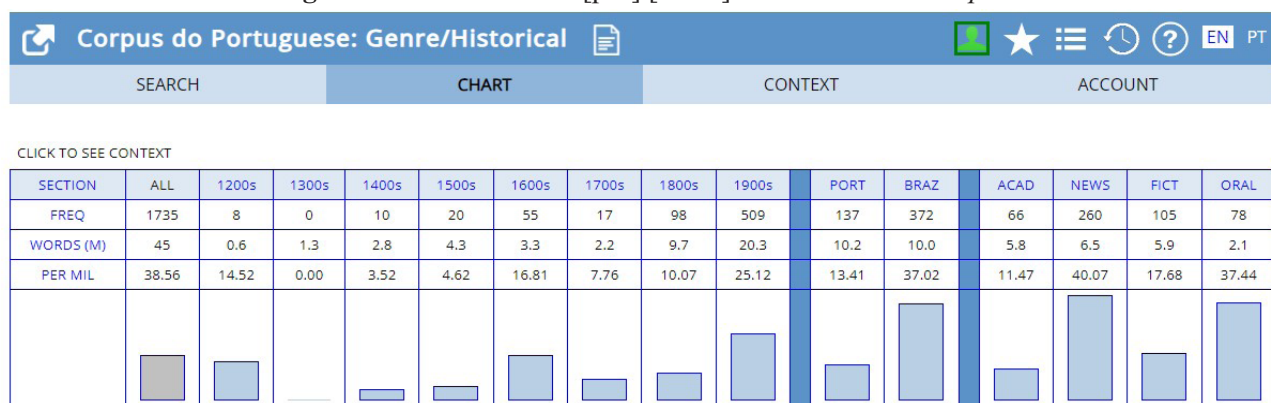 Corpus do Portuguese: Genre/Historical EN PT
SEARCH CHART CONTEXT ACCOUNT
CLICK TO SEE CONTEXT
SECTION ALL 1200s 1300s 1400s 1500s 1600s 1700s 1800s 1900s PORT BRAZ ACAD NEWS FICT ORAL
FREQ 1735 8 0 10 20 55 17 98 509 137 372 66 260 105 78
WORDS (M) 45 0.6 1.3 2.8 4.3 3.3 2.2 9.7 20.3 10.2 10.0 5.8 6.5 5.9 2.1
PER MIL 38.56 14.52 0.00 3.52 4.62 16.81 7.76 10.07 25.12 13.41 37.02 11.47 40.07 17.68 37.44